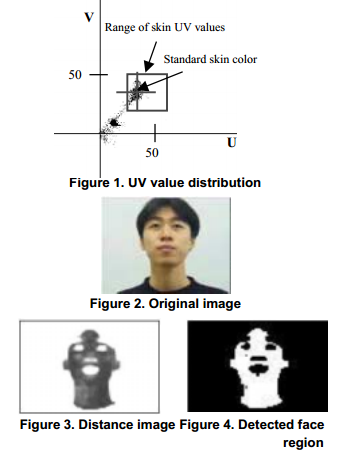 V
Range of skin UV values
Standard skin color
50
U
50
Figure 1. UV value distribution
Figure 2. Original image
Figure 3. Distance image Figure 4. Detected face
region